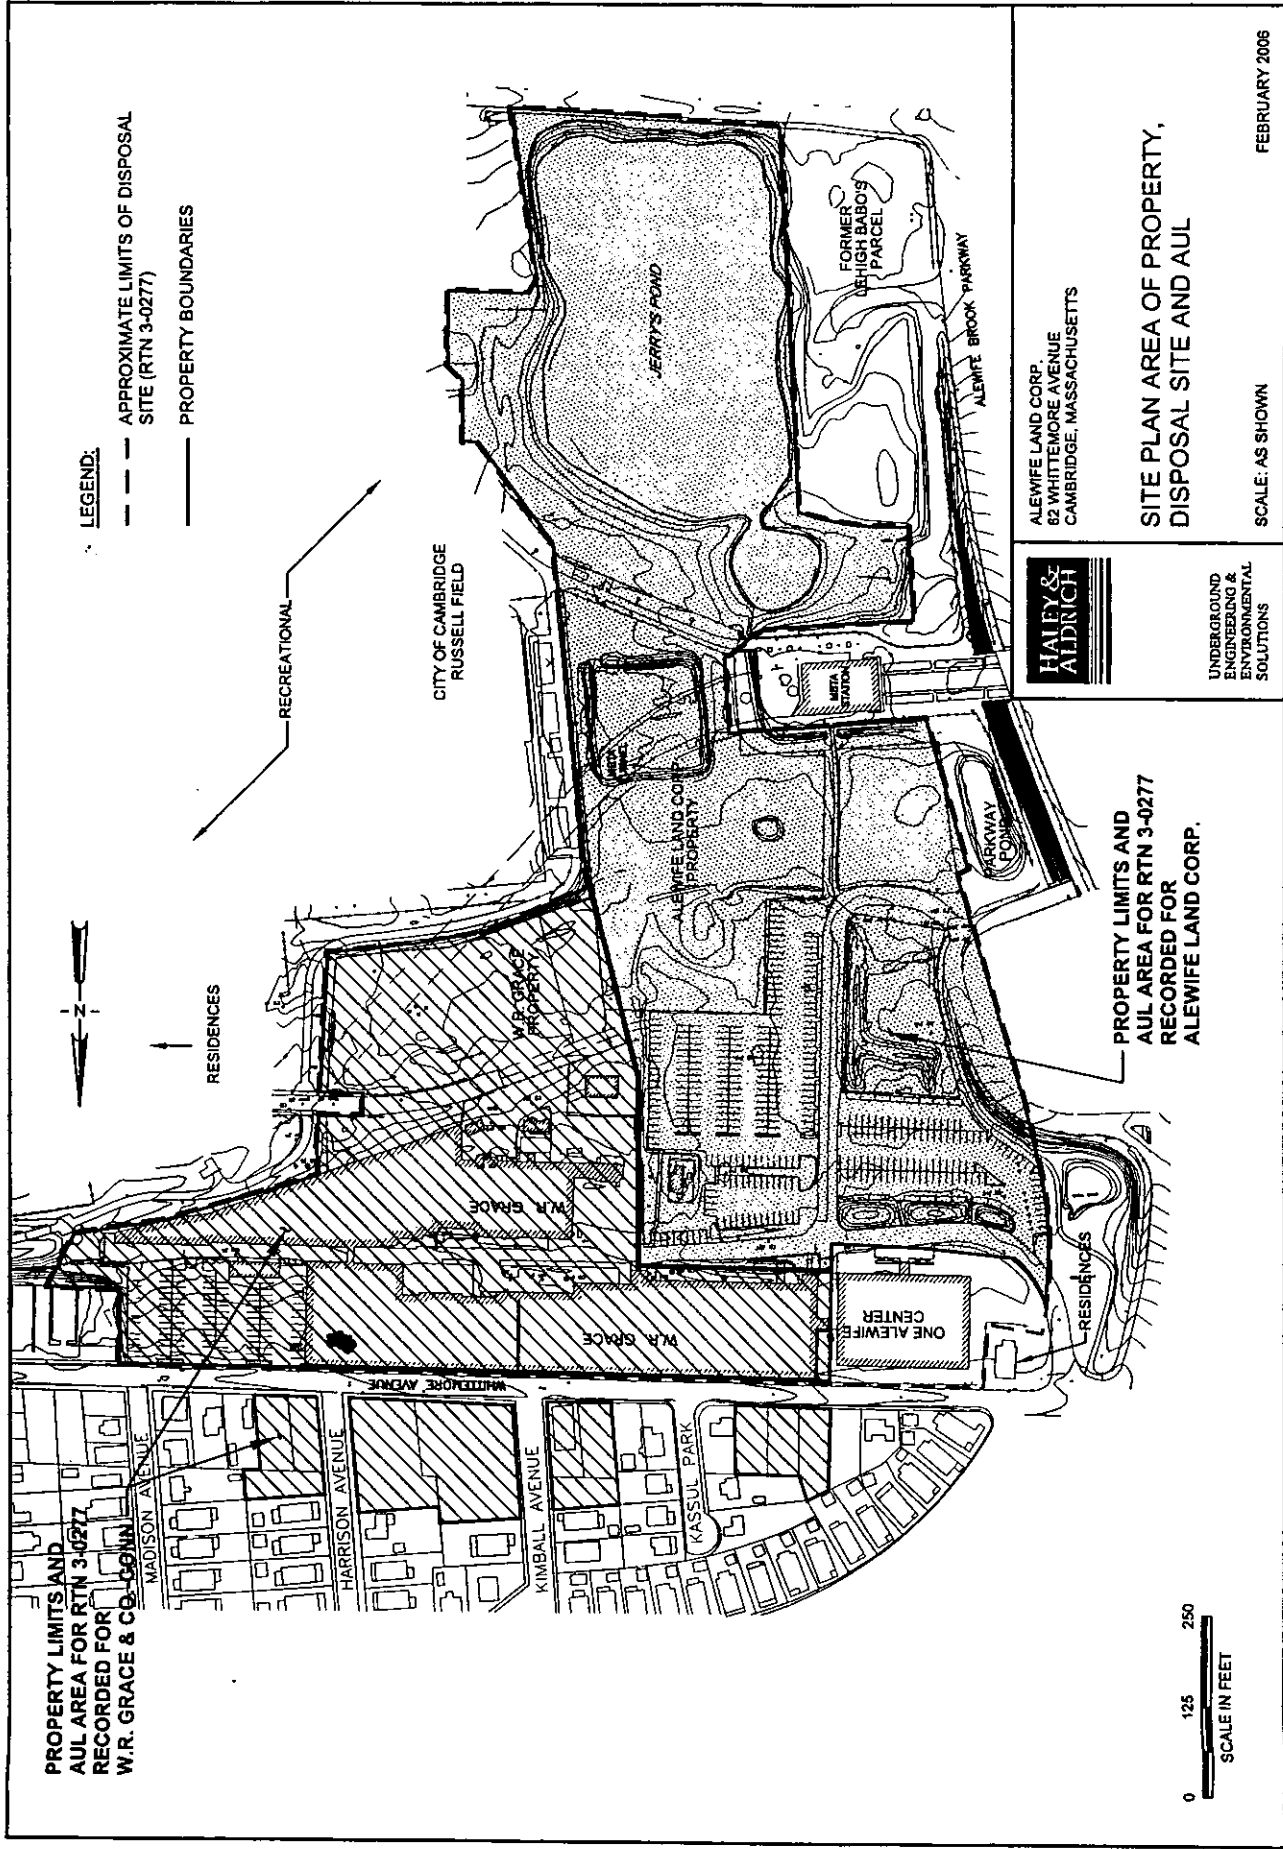 LEGEND:
APPROXIMATE LIMITS OF DISPOSAL
SITE (RTN 3-0277)
PROPERTY BOUNDARIES
RECREATIONAL
N
RESIDENCES
CITY OF CAMBRIDGE
RUSSELL FIELD
JERRY'S POND
FORMER
LEHIGH BABO'S
PARCEL
ALEWIFE BROOK PARKWAY
MBTA
STATION
ALEWIFE LAND CORP.
PROPERTY
PARKWAY
POND
W.R. GRACE
PROPERTY
W.R. GRACE
W.R. GRACE
ONE ALEWIFE
CENTER
RESIDENCES
WHITTEMORE AVENUE
MADISON AVENUE
HARRISON AVENUE
KIMBALL AVENUE
KASSUL PARK
PROPERTY LIMITS AND
AUL AREA FOR RTN 3-0277
RECORDED FOR
W.R. GRACE & CO.-CONN
PROPERTY LIMITS AND
AUL AREA FOR RTN 3-0277
RECORDED FOR
ALEWIFE LAND CORP.
0 125 250
SCALE IN FEET
HALEY &
ALDRICH
UNDERGROUND
ENGINEERING &
ENVIRONMENTAL
SOLUTIONS
ALEWIFE LAND CORP.
62 WHITTEMORE AVENUE
CAMBRIDGE, MASSACHUSETTS
SITE PLAN AREA OF PROPERTY,
DISPOSAL SITE AND AUL
SCALE: AS SHOWN
FEBRUARY 2006